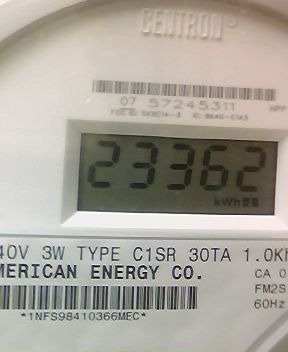 CENTRON®
07 57245311
23362
kWh
40V 3W TYPE C1SR 30TA 1.0Kh
MERICAN ENERGY CO.
CA 0
FM2S
60Hz
*1NFS98410366MEC*